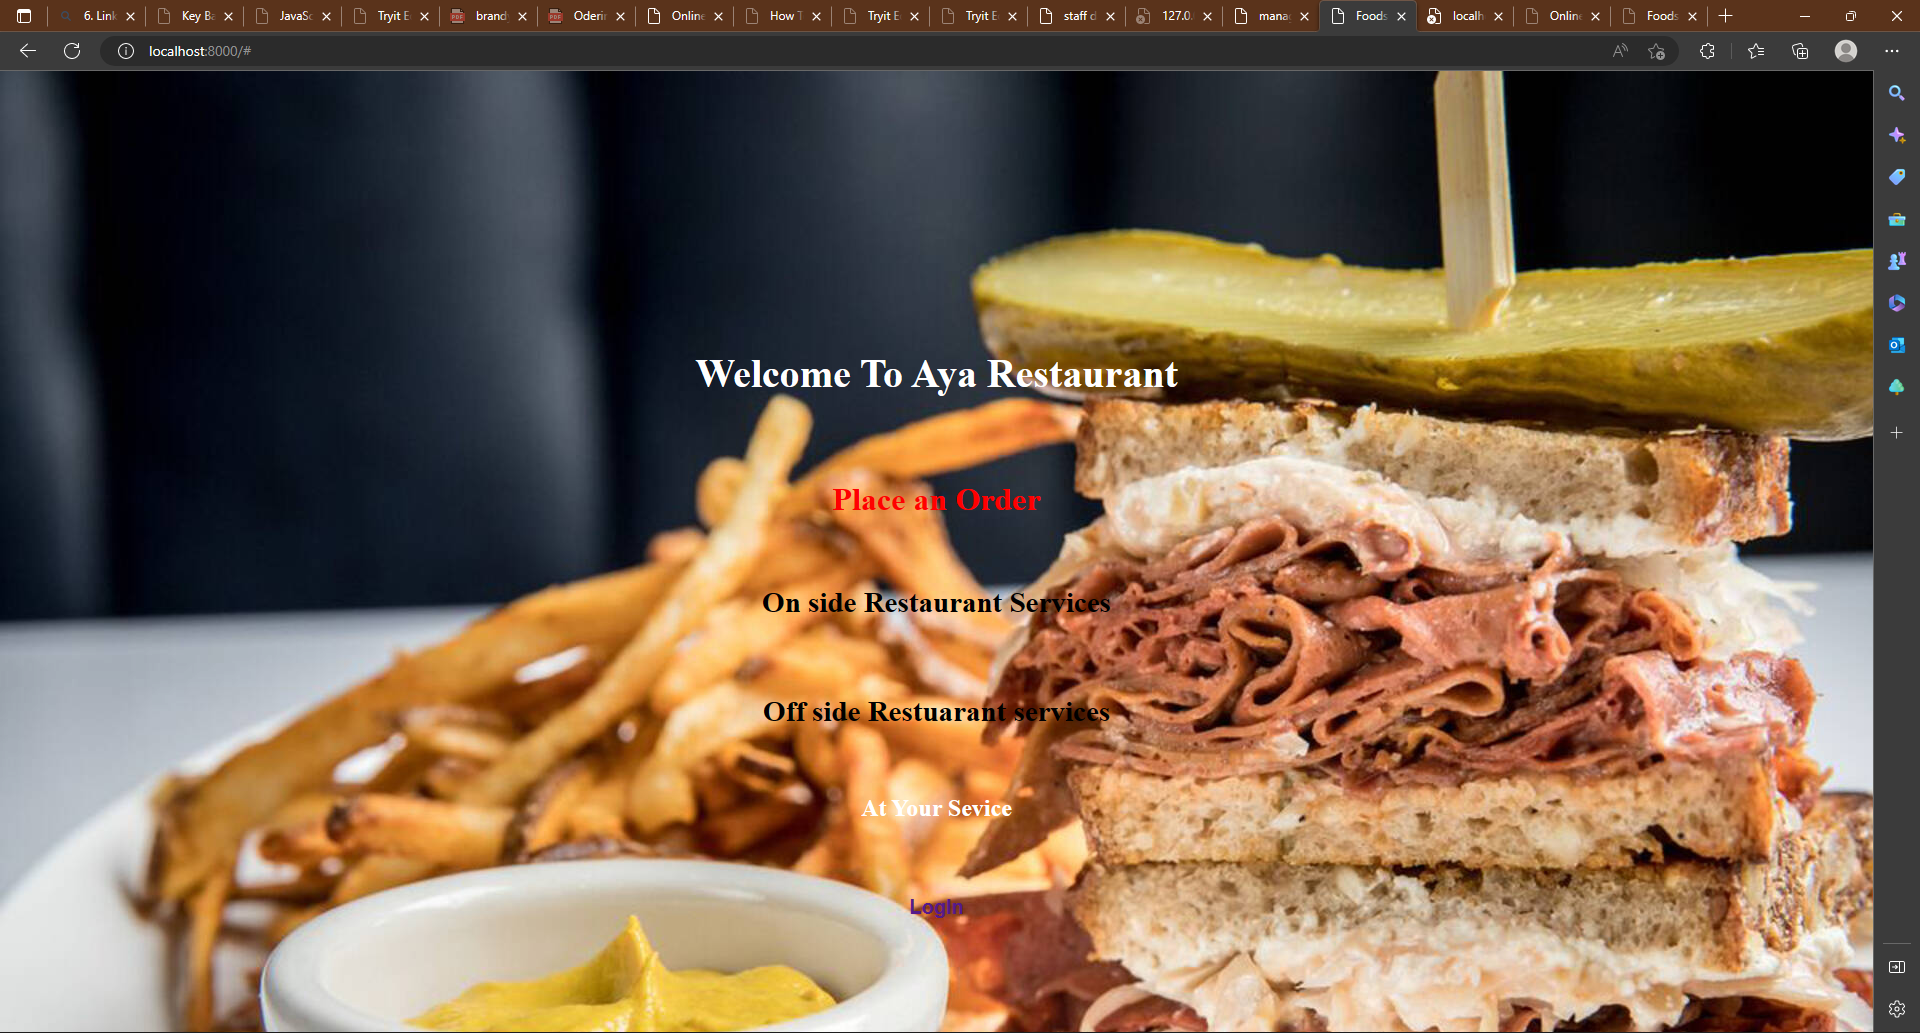 6. Link
Key Ba
JavaSc
Tryit E
brand
Oderin
Online
How T
Tryit E
Tryit E
staff d
127.0.
mana
Foods
localh
Online
Foods
localhost:8000/#
Welcome To Aya Restaurant
Place an Order
On side Restaurant Services
Off side Restuarant services
At Your Sevice
LogIn